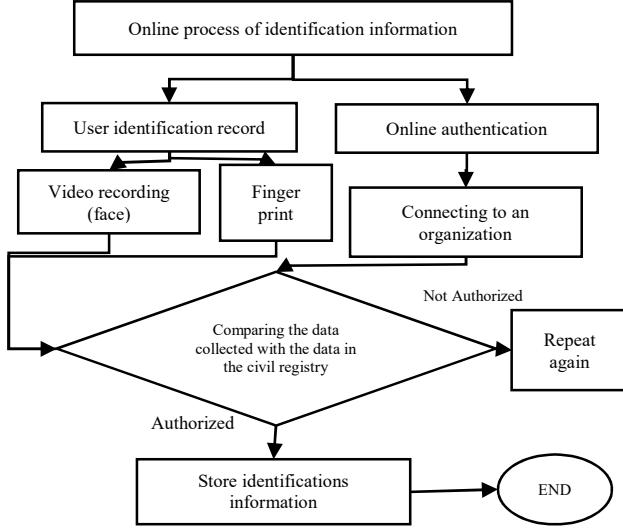 Online process of identification information
User identification record
Online authentication
Video recording
(face)
Finger
print
Connecting to an
organization
Not Authorized
Comparing the data
collected with the data in
the civil registry
Repeat
again
Authorized
Store identifications
information
END